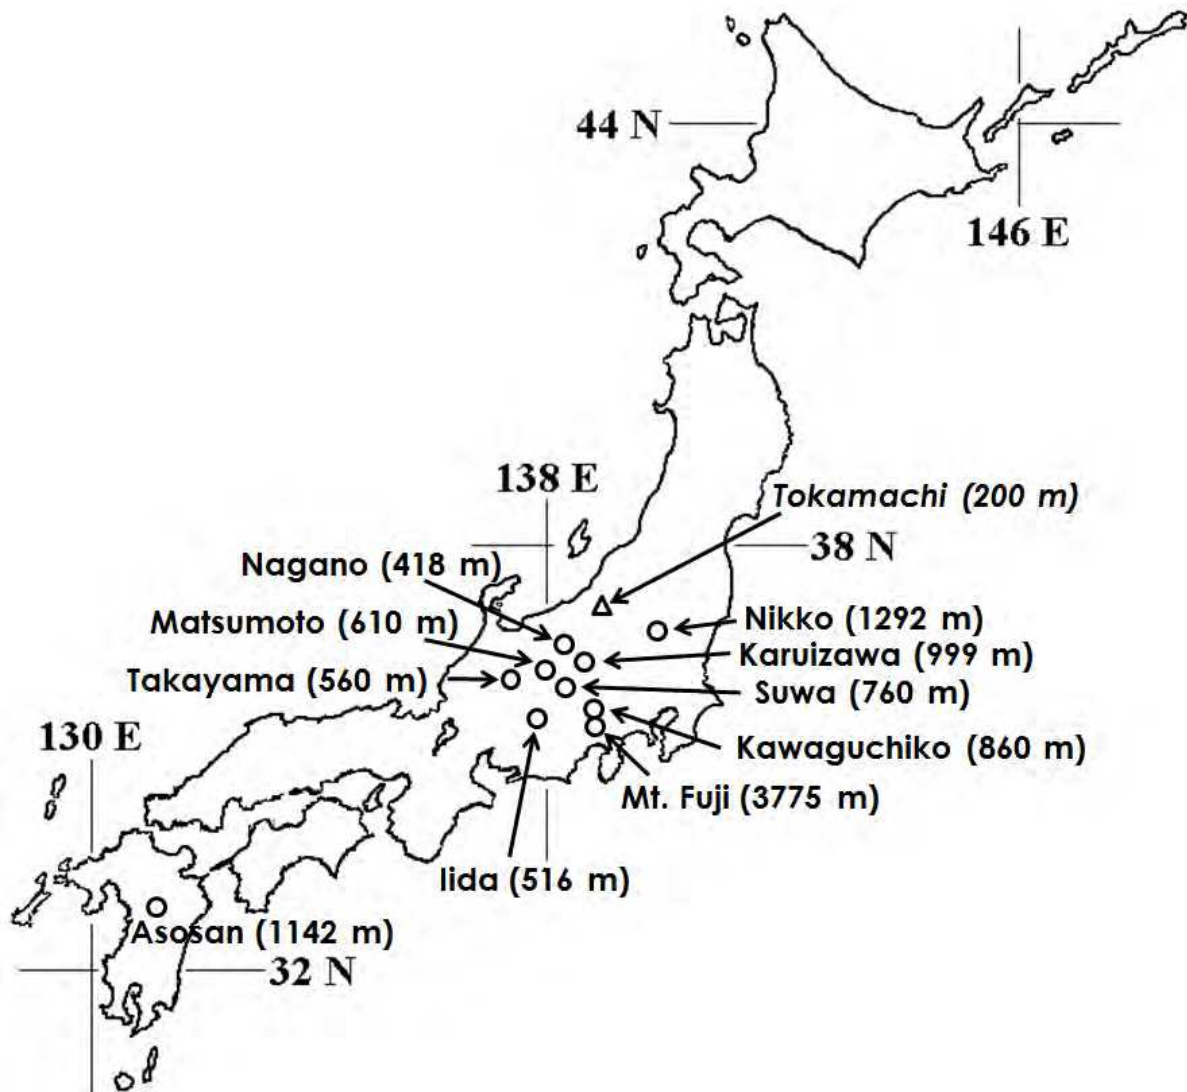 44 N
146 E
138 E
Tokamachi (200 m)
38 N
Nagano (418 m)
Matsumoto (610 m)
Nikko (1292 m)
Karuizawa (999 m)
Takayama (560 m)
Suwa (760 m)
130 E
Kawaguchiko (860 m)
Mt. Fuji (3775 m)
Iida (516 m)
Asosan (1142 m)
32 N